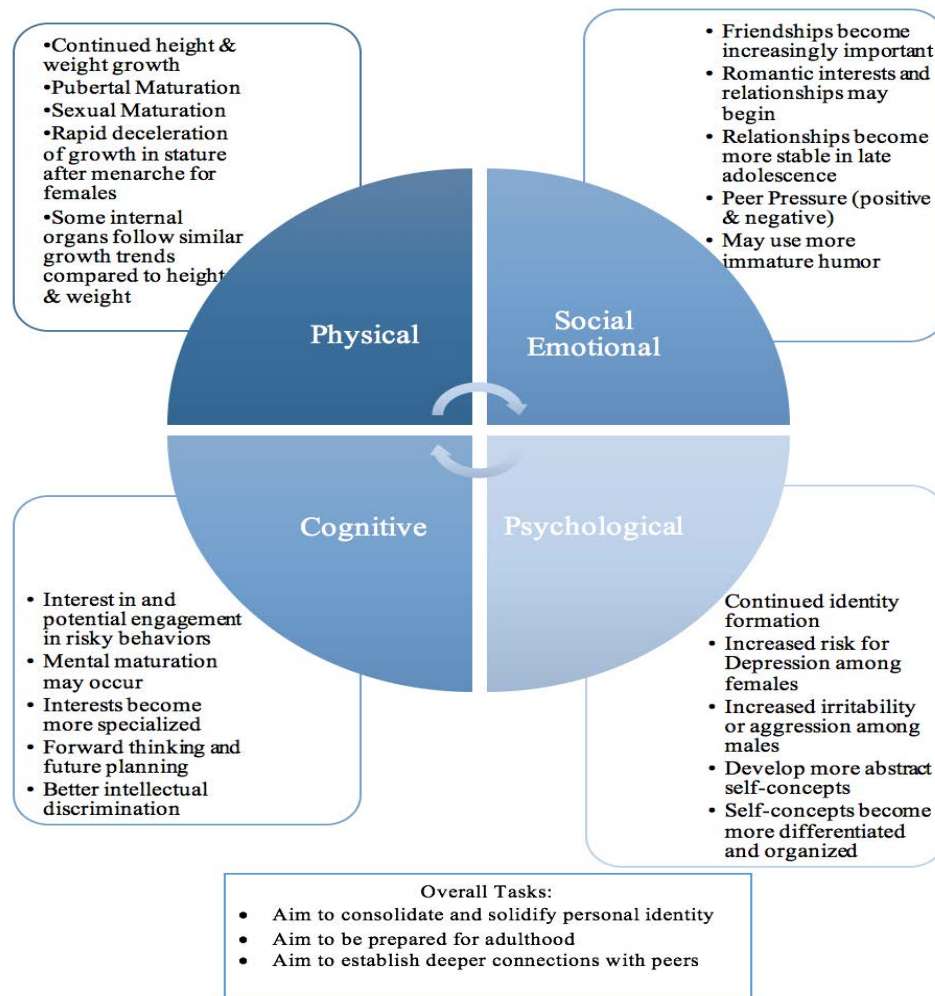 •Continued height &
weight growth
•Pubertal Maturation
•Sexual Maturation
•Rapid deceleration
of growth in stature
after menarche for
females
•Some internal
organs follow similar
growth trends
compared to height
& weight
• Friendships become
increasingly important
• Romantic interests and
relationships may
begin
• Relationships become
more stable in late
adolescence
• Peer Pressure (positive
& negative)
• May use more
immature humor
Physical
Social
Emotional
Cognitive
Psychological
• Interest in and
potential engagement
in risky behaviors
• Mental maturation
may occur
• Interests become
more specialized
• Forward thinking and
future planning
• Better intellectual
discrimination
Continued identity
formation
• Increased risk for
Depression among
females
• Increased irritability
or aggression among
males
• Develop more abstract
self-concepts
• Self-concepts become
more differentiated
and organized
Overall Tasks:
• Aim to consolidate and solidify personal identity
• Aim to be prepared for adulthood
• Aim to establish deeper connections with peers